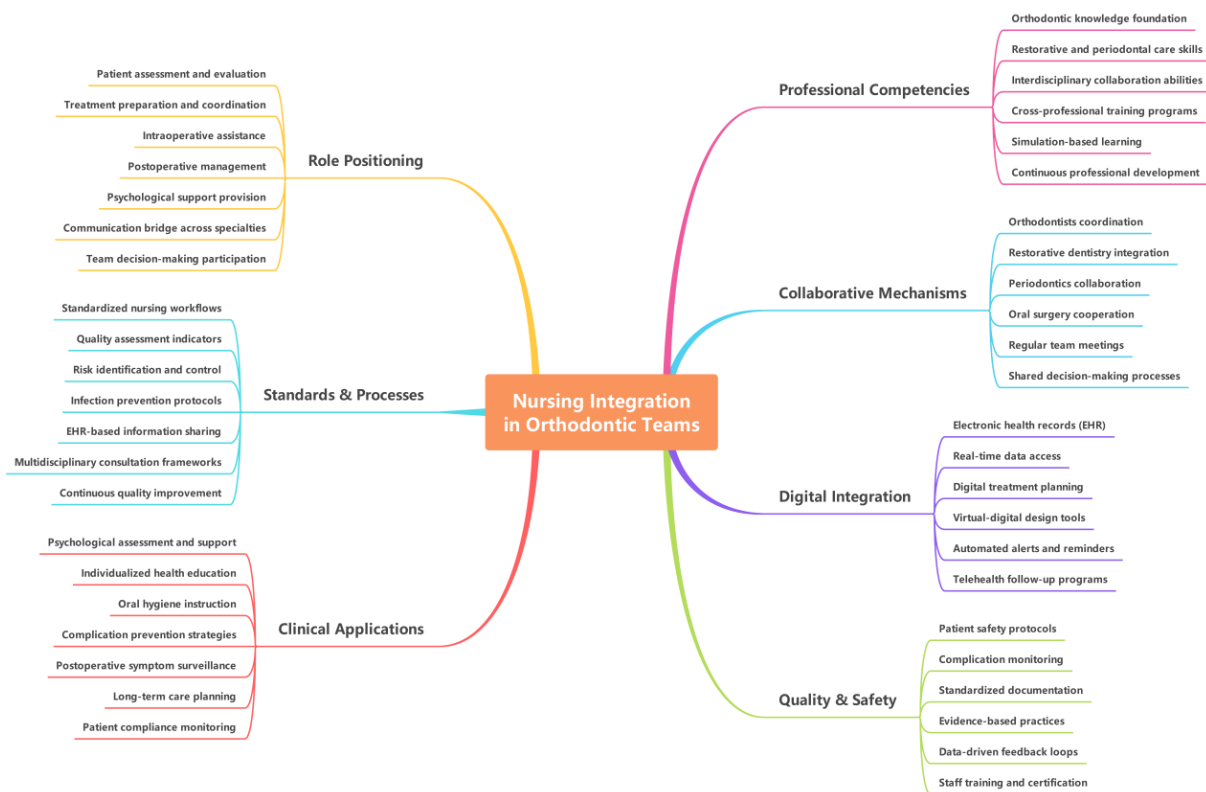 Nursing Integration
in Orthodontic Teams
Role Positioning
Patient assessment and evaluation
Treatment preparation and coordination
Intraoperative assistance
Postoperative management
Psychological support provision
Communication bridge across specialties
Team decision-making participation
Standards & Processes
Standardized nursing workflows
Quality assessment indicators
Risk identification and control
Infection prevention protocols
EHR-based information sharing
Multidisciplinary consultation frameworks
Continuous quality improvement
Clinical Applications
Psychological assessment and support
Individualized health education
Oral hygiene instruction
Complication prevention strategies
Postoperative symptom surveillance
Long-term care planning
Patient compliance monitoring
Professional Competencies
Orthodontic knowledge foundation
Restorative and periodontal care skills
Interdisciplinary collaboration abilities
Cross-professional training programs
Simulation-based learning
Continuous professional development
Collaborative Mechanisms
Orthodontists coordination
Restorative dentistry integration
Periodontics collaboration
Oral surgery cooperation
Regular team meetings
Shared decision-making processes
Digital Integration
Electronic health records (EHR)
Real-time data access
Digital treatment planning
Virtual-digital design tools
Automated alerts and reminders
Telehealth follow-up programs
Quality & Safety
Patient safety protocols
Complication monitoring
Standardized documentation
Evidence-based practices
Data-driven feedback loops
Staff training and certification